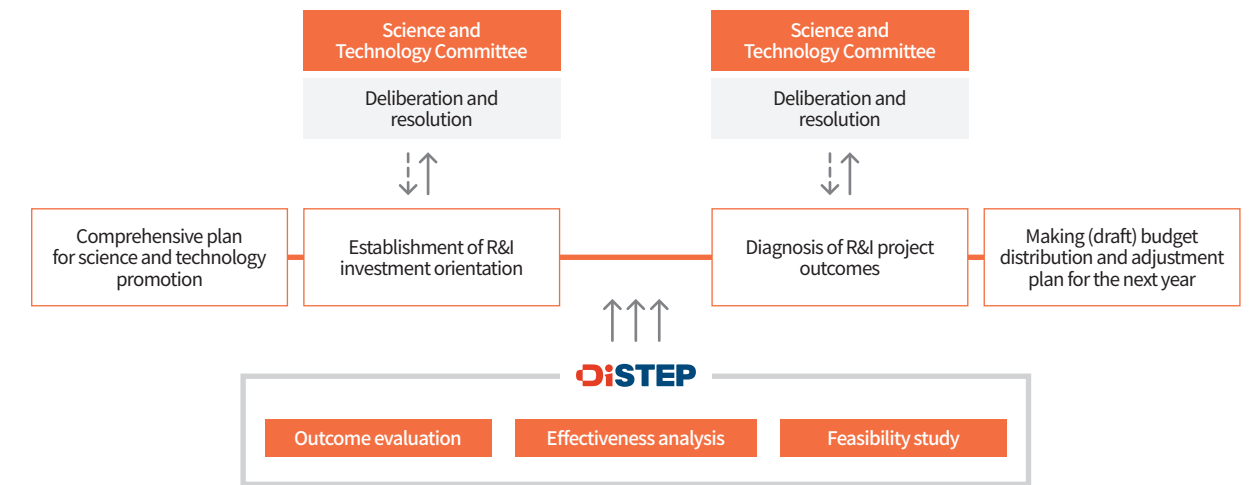 Science and
Technology Committee
Deliberation and
resolution
Science and
Technology Committee
Deliberation and
resolution
Comprehensive plan
for science and technology
promotion
Establishment of R&I
investment orientation
Diagnosis of R&I project
outcomes
Making (draft) budget
distribution and adjustment
plan for the next year
DiSTEP
Outcome evaluation
Effectiveness analysis
Feasibility study